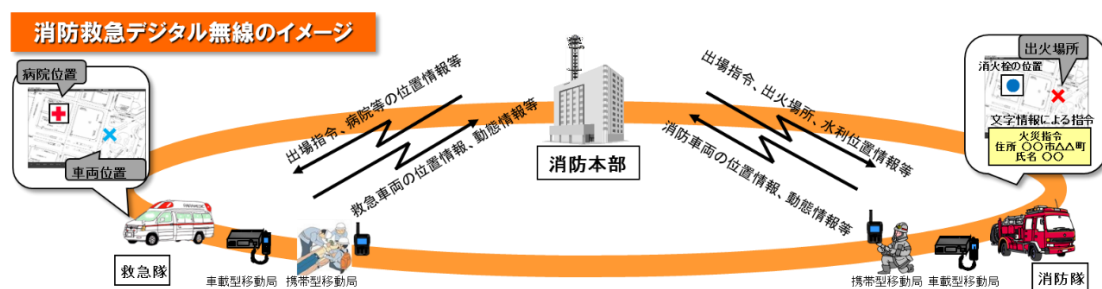 消防救急デジタル無線のイメージ
病院位置
車両位置
救急隊
車載型移動局
携帯型移動局
出場指令、病院等の位置情報等
救急車両の位置情報、動態情報等
消防本部
出場指令、出火場所、水利位置情報等
消防車両の位置情報、動態情報等
出火場所
消火栓の位置
文字情報による指令
火災指令
住所 〇〇市△△町
氏名 〇〇
携帯型移動局
車載型移動局
消防隊